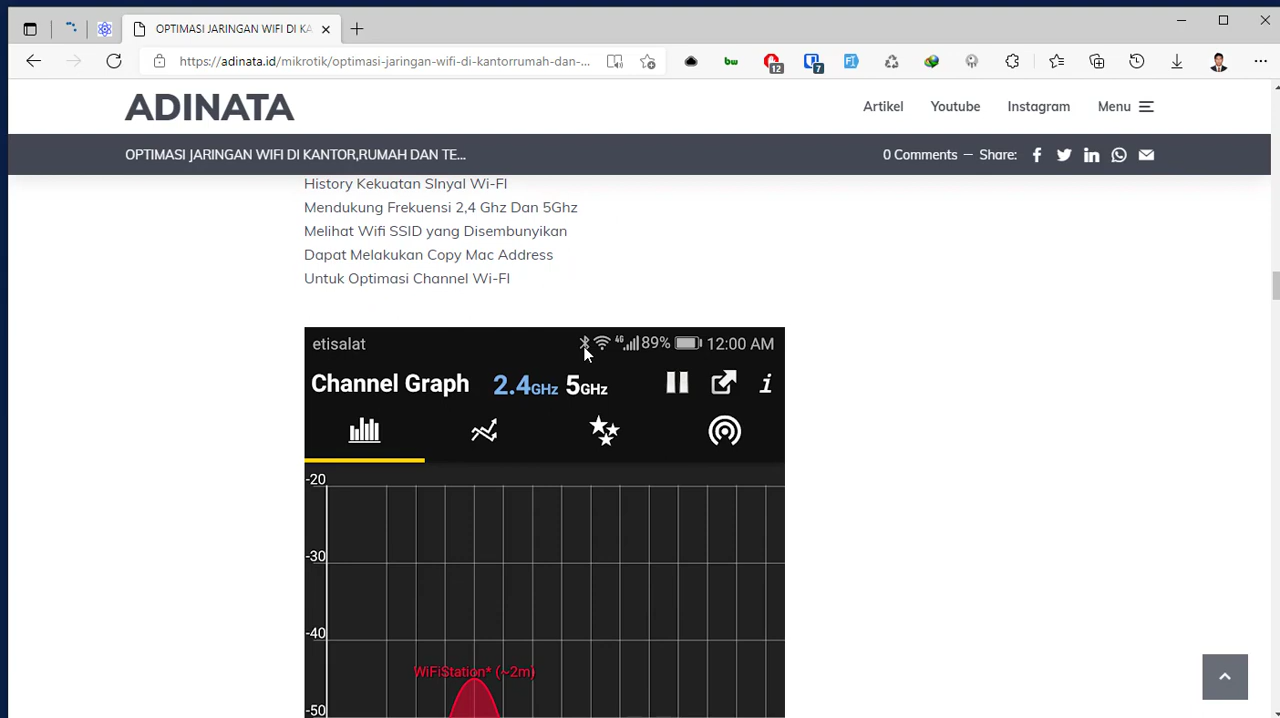 OPTIMASI JARINGAN WIFI DI KA
https://adinata.id/mikrotik/optimasi-jaringan-wifi-di-kantorrumah-dan-...
12
7
ADINATA
Artikel
Youtube
Instagram
Menu
OPTIMASI JARINGAN WIFI DI KANTOR,RUMAH DAN TE...
0 Comments — Share:
History Kekuatan SInyal Wi-FI
Mendukung Frekuensi 2,4 Ghz Dan 5Ghz
Melihat Wifi SSID yang Disembunyikan
Dapat Melakukan Copy Mac Address
Untuk Optimasi Channel Wi-FI
etisalat
4G
89%
12:00 AM
Channel Graph
2.4GHz 5GHz
-20
-30
-40
WiFiStation* (~2m)
-50